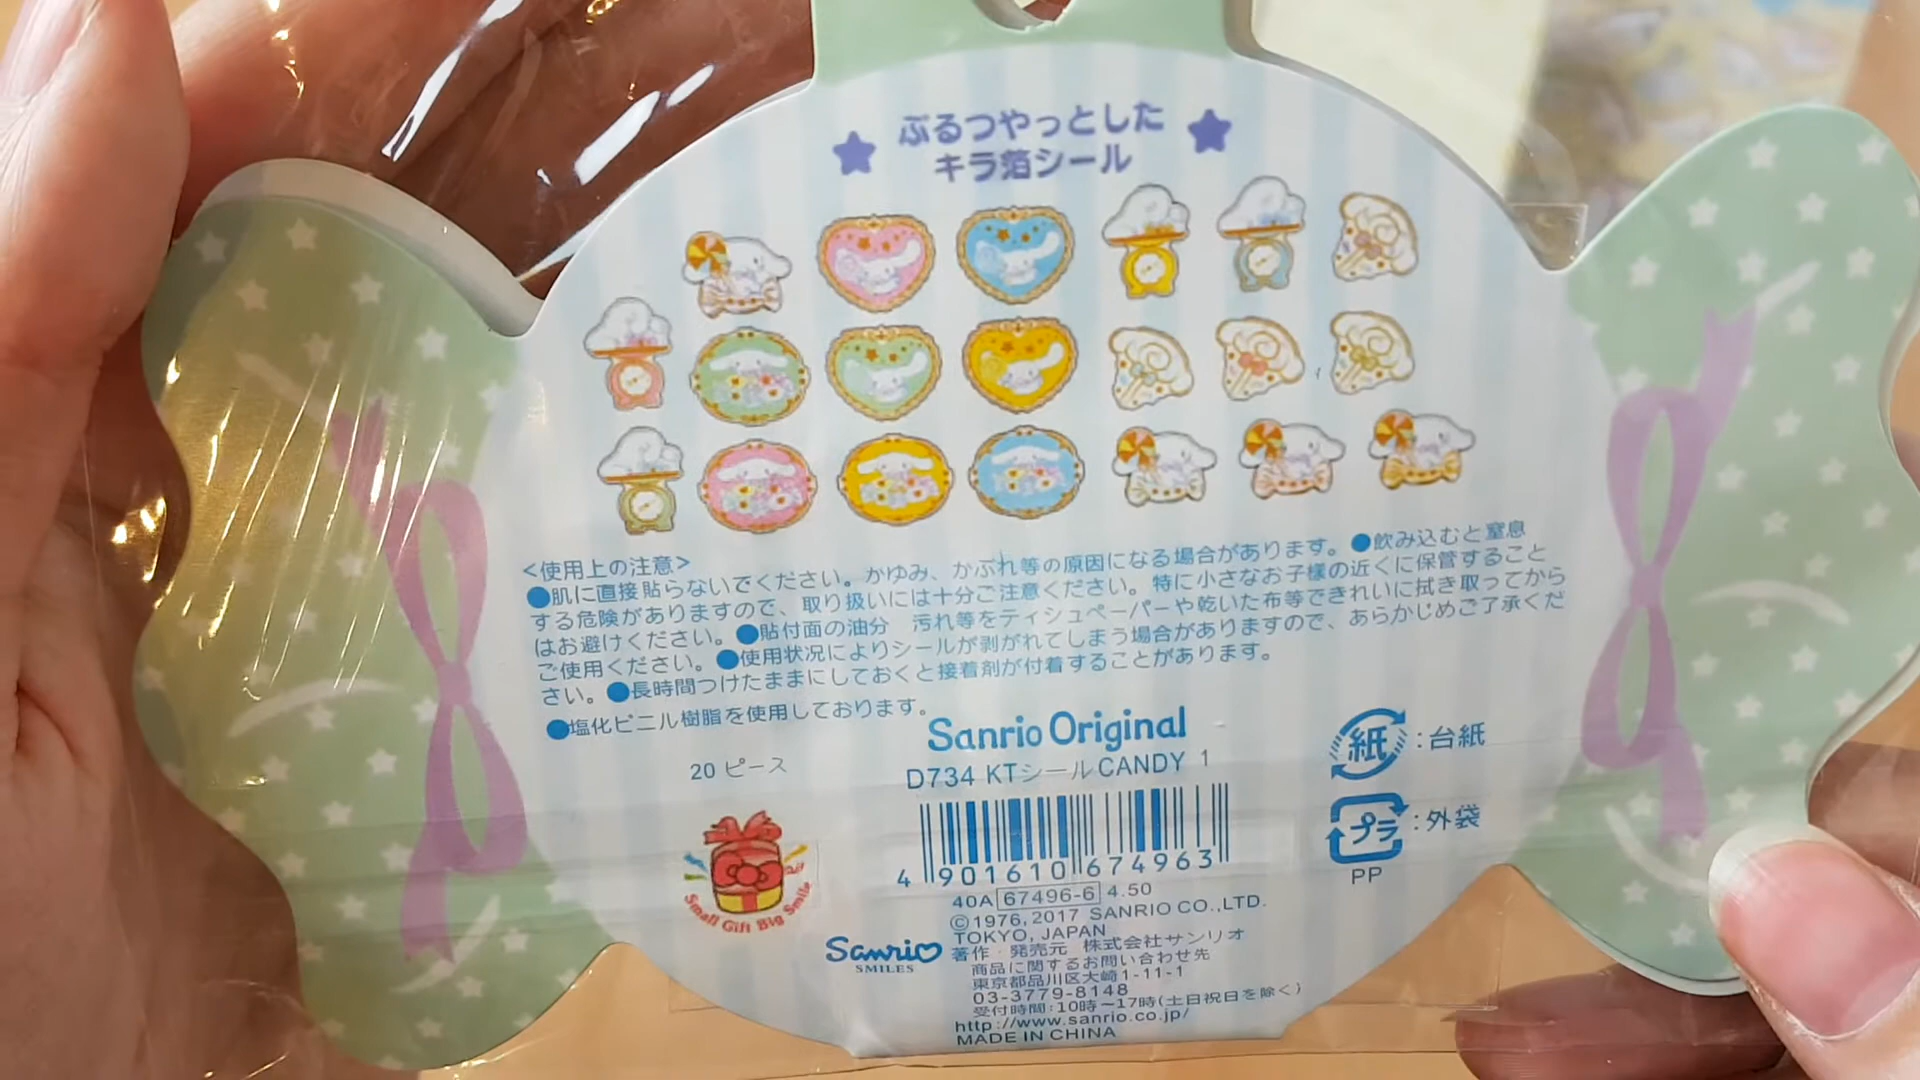 ぷるつやっとした
キラ箔シール
<使用上の注意>
●肌に直接貼らないでください。かゆみ、かぶれ等の原因になる場合があります。●飲み込むと窒息
する危険がありますので、取り扱いには十分ご注意ください。特に小さなお子様の近くに保管すること
はお避けください。●貼付面の油分 汚れ等をティシュペーパーや乾いた布等できれいに拭き取ってから
ご使用ください。●使用状況によりシールが剥がれてしまう場合がありますので、あらかじめご了承くだ
さい。●長時間つけたままにしておくと接着剤が付着することがあります。
●塩化ビニル樹脂を使用しております。
Sanrio Original
20 ピース
D734 KTシールCANDY 1
紙:台紙
プラ:外袋
PP
4 901610 674963
Small Gift Big Smile
40A 67496-6 4.50
©1976, 2017 SANRIO CO.,LTD.
TOKYO, JAPAN
Sanrio
SMILES
著作・発売元 株式会社サンリオ
商品に関するお問い合わせ先
東京都品川区大崎1-11-1
03-3779-8148
受付時間:10時~17時(土日祝日を除く)
http://www.sanrio.co.jp/
MADE IN CHINA